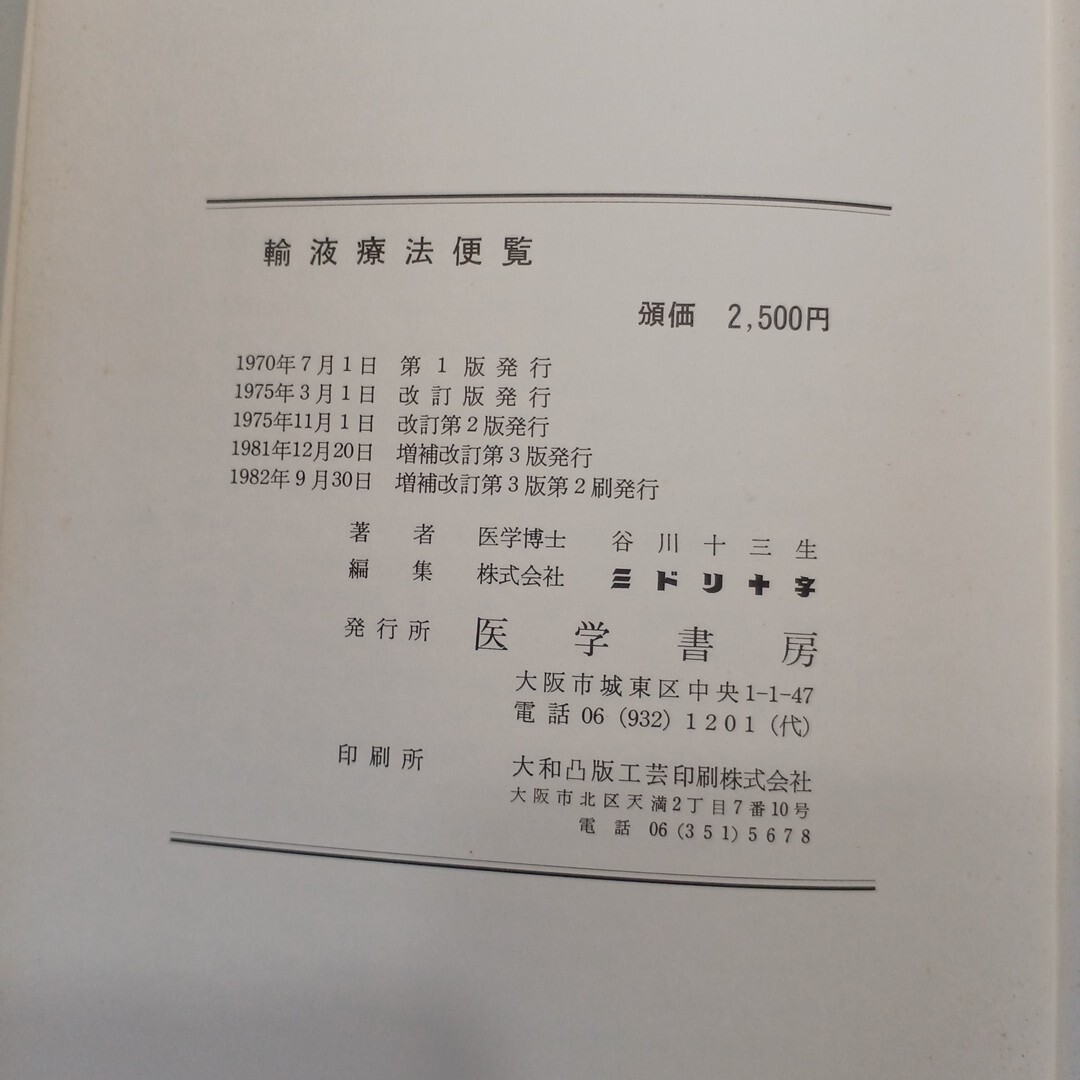 輸液療法便覧
頒価 2,500円
1970年7月1日 第1版発行
1975年3月1日 改訂版発行
1975年11月1日 改訂第2版発行
1981年12月20日 増補改訂第3版発行
1982年9月30日 増補改訂第3版第2刷発行
著者 医学博士 谷川十三生
編集 株式会社 ミドリ十字
発行所 医学書房
大阪市城東区中央1-1-47
電話 06 (932) 1201 (代)
印刷所 大和凸版工芸印刷株式会社
大阪市北区天満2丁目7番10号
電話 06 (351) 5678